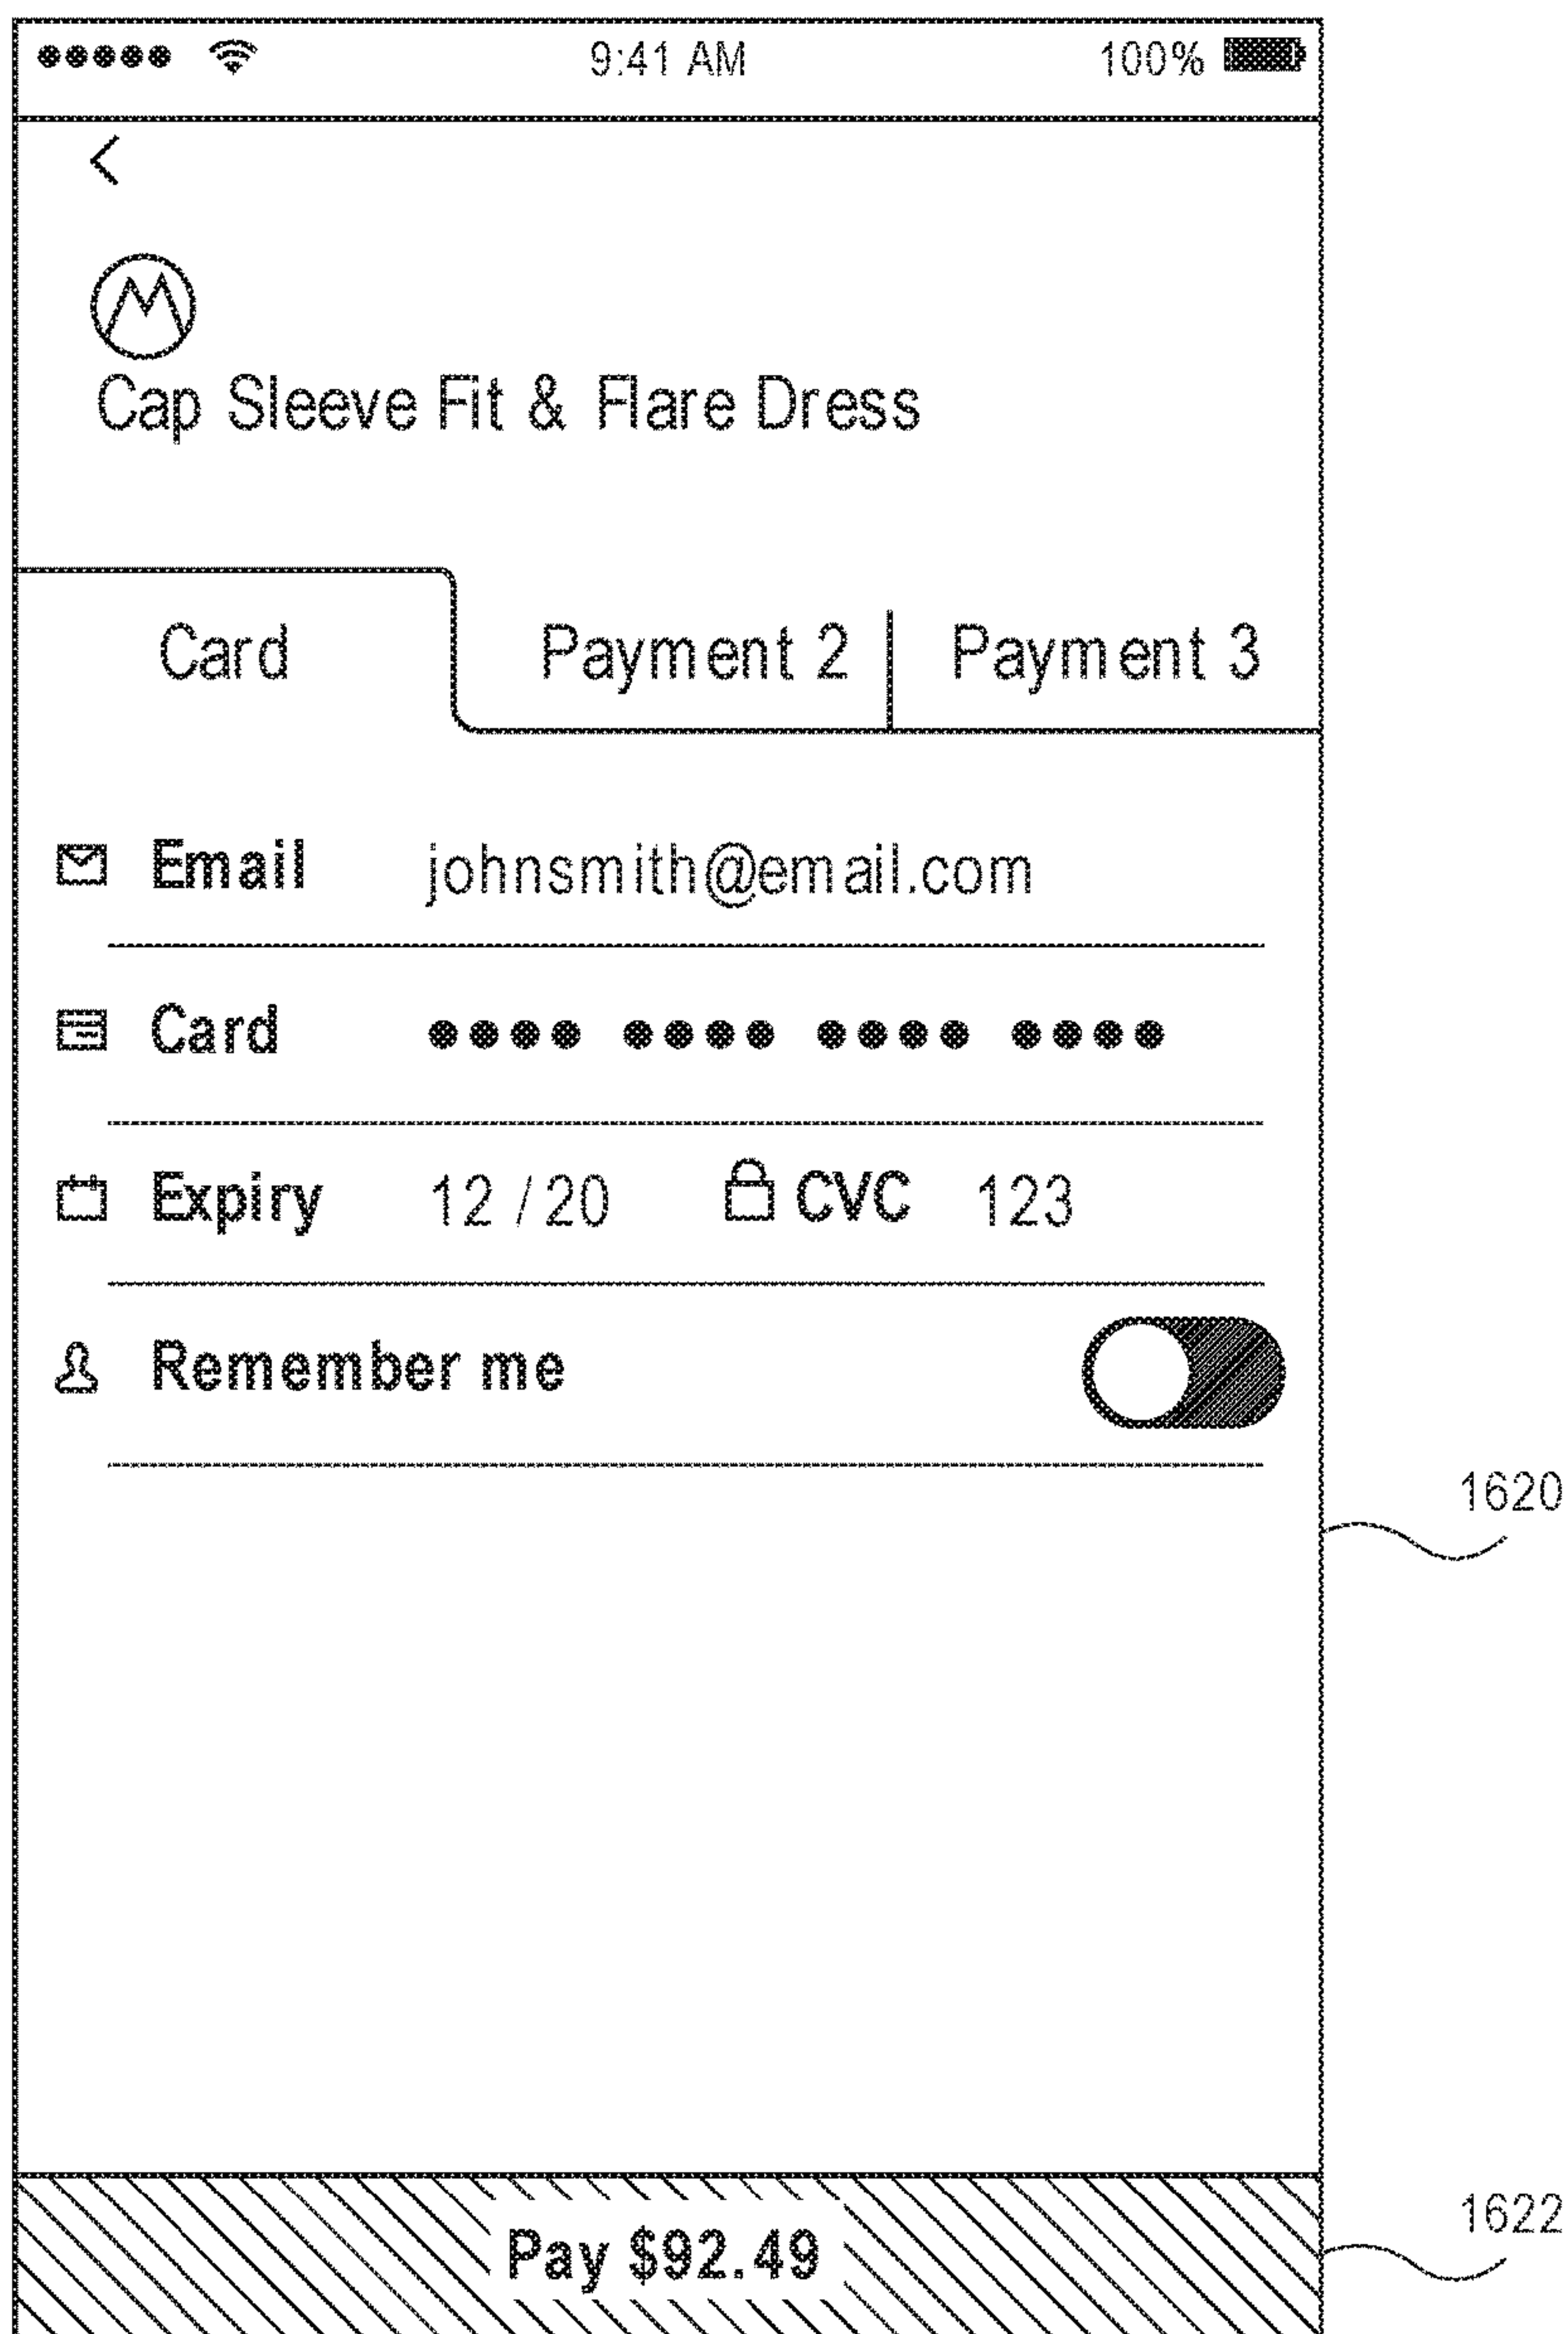 9:41 AM 100%
Cap Sleeve Fit & Flare Dress
Card Payment 2 Payment 3
Email johnsmith@email.com
Card •••• •••• •••• ••••
Expiry 12 / 20 CVC 123
Remember me
1620
Pay $92.49
1622